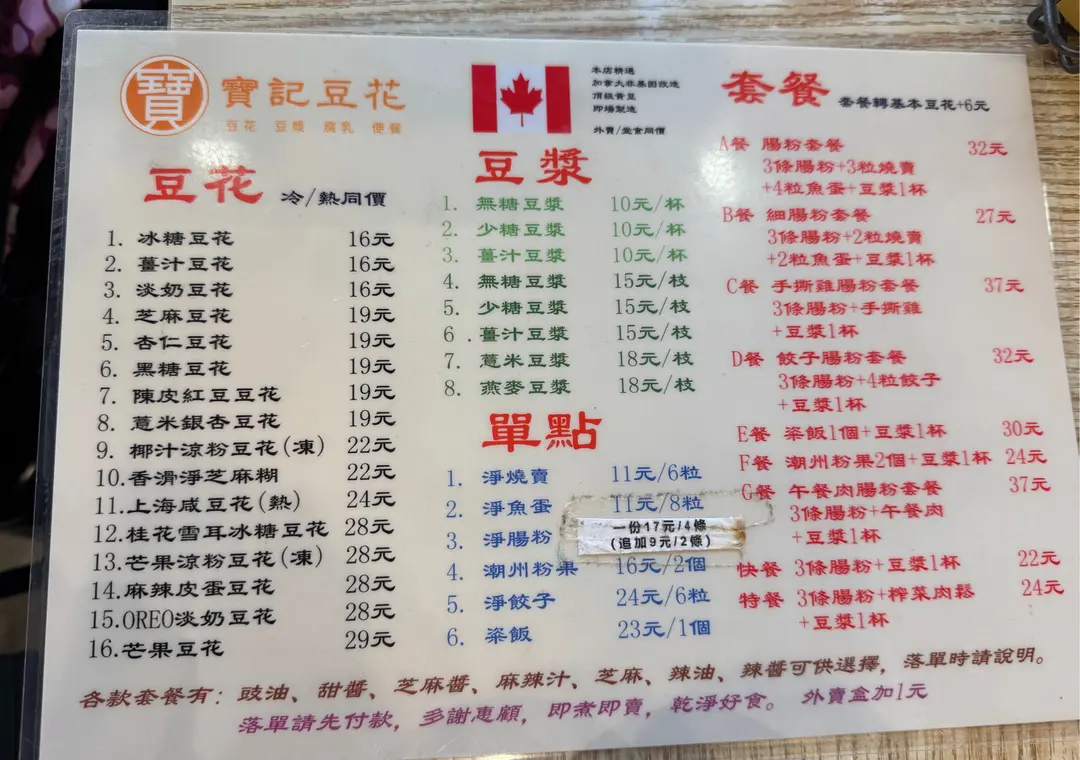 寶
寶記豆花
豆花 豆漿 腐乳 便餐
豆花 冷/熱同價
1. 冰糖豆花 16元
2. 薑汁豆花 16元
3. 淡奶豆花 16元
4. 芝麻豆花 19元
5. 杏仁豆花 19元
6. 黑糖豆花 19元
7. 陳皮紅豆豆花 19元
8. 薏米銀杏豆花 19元
9. 椰汁涼粉豆花(凍) 22元
10.香滑淨芝麻糊 22元
11.上海咸豆花(熱) 24元
12.桂花雪耳冰糖豆花 28元
13.芒果涼粉豆花(凍) 28元
14.麻辣皮蛋豆花 28元
15.OREO淡奶豆花 28元
16.芒果豆花 29元
本店精選
加拿大非基因改造
頂級黃豆
即場製造
外賣/堂食同價
豆漿
1. 無糖豆漿 10元/杯
2. 少糖豆漿 10元/杯
3. 薑汁豆漿 10元/杯
4. 無糖豆漿 15元/枝
5. 少糖豆漿 15元/枝
6. 薑汁豆漿 15元/枝
7. 薏米豆漿 18元/枝
8. 燕麥豆漿 18元/枝
單點
1. 淨燒賣 11元/6粒
2. 淨魚蛋 11元/8粒
3. 淨腸粉 一份17元/4條
(追加9元/2條)
4. 潮州粉果 16元/2個
5. 淨餃子 24元/6粒
6. 粢飯 23元/1個
套餐 套餐轉基本豆花+6元
A餐 腸粉套餐 32元
3條腸粉+3粒燒賣
+4粒魚蛋+豆漿1杯
B餐 細腸粉套餐 27元
3條腸粉+2粒燒賣
+2粒魚蛋+豆漿1杯
C餐 手撕雞腸粉套餐 37元
3條腸粉+手撕雞
+豆漿1杯
D餐 餃子腸粉套餐 32元
3條腸粉+4粒餃子
+豆漿1杯
E餐 粢飯1個+豆漿1杯 30元
F餐 潮州粉果2個+豆漿1杯 24元
G餐 午餐肉腸粉套餐 37元
3條腸粉+午餐肉
+豆漿1杯
快餐 3條腸粉+豆漿1杯 22元
特餐 3條腸粉+榨菜肉鬆 24元
+豆漿1杯
各款套餐有：豉油、甜醬、芝麻醬、麻辣汁、芝麻、辣油、辣醬可供選擇，落單時請說明。
落單請先付款，多謝惠顧，即煮即賣，乾淨好食。 外賣盒加1元